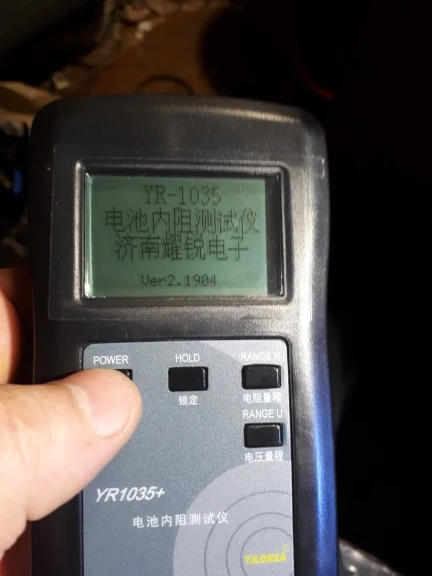 YR-1035
电池内阻测试仪
济南耀锐电子
Ver2.1904
POWER
HOLD
RANGE R
锁定
电阻量程
RANGE U
电压量程
YR1035+
电池内阻测试仪
YAOREA